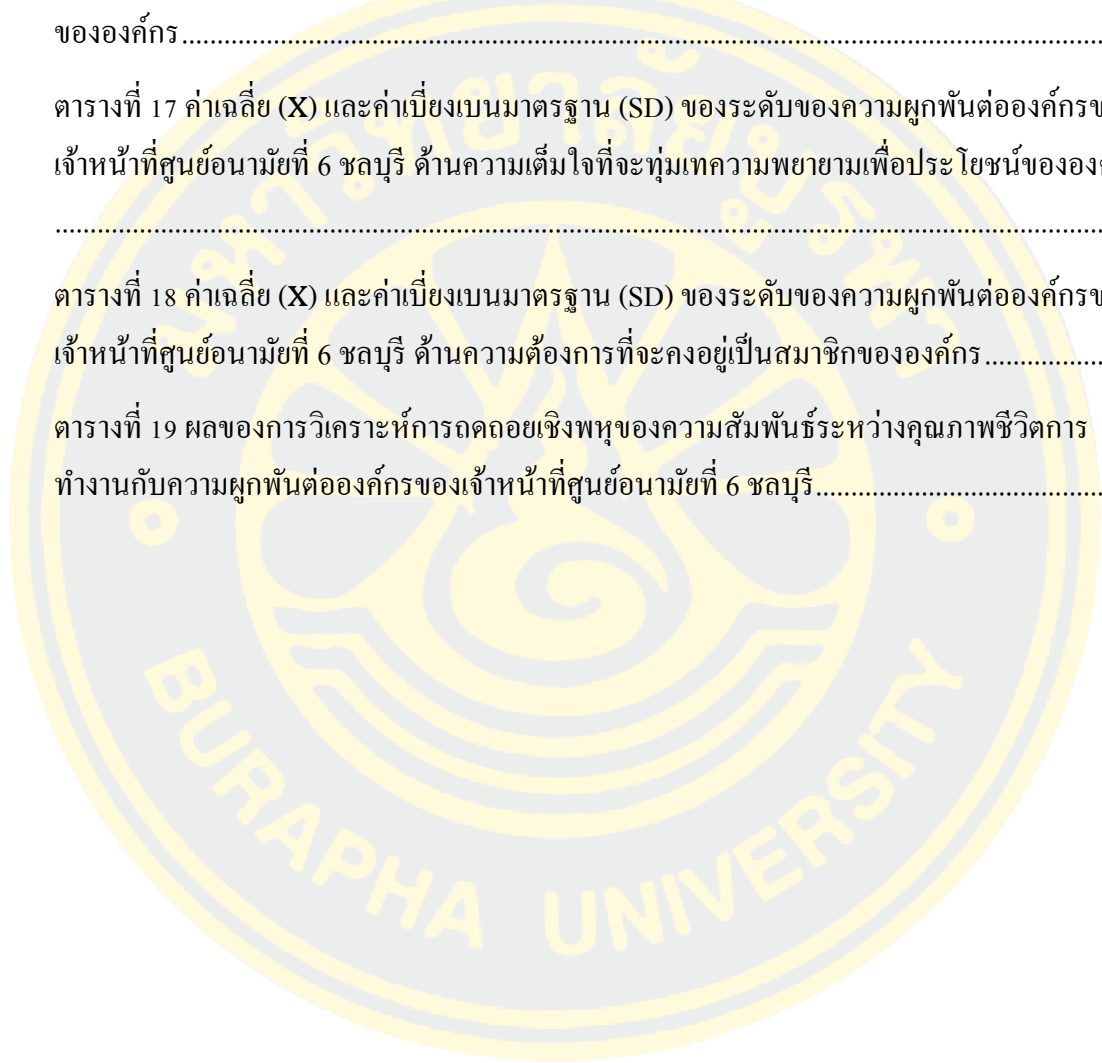 ขององค์กร....................................................................................................................................
ตารางที่ 17 ค่าเฉลี่ย (X) และค่าเบี่ยงเบนมาตรฐาน (SD) ของระดับของความผูกพันต่อองค์กรข
เจ้าหน้าที่ศูนย์อนามัยที่ 6 ชลบุรี ด้านความเต็มใจที่จะทุ่มเทความพยายามเพื่อประโยชน์ขององค
....................................................................................................................................................
ตารางที่ 18 ค่าเฉลี่ย (X) และค่าเบี่ยงเบนมาตรฐาน (SD) ของระดับของความผูกพันต่อองค์กรข
เจ้าหน้าที่ศูนย์อนามัยที่ 6 ชลบุรี ด้านความต้องการที่จะคงอยู่เป็นสมาชิกขององค์กร.................
ตารางที่ 19 ผลของการวิเคราะห์การถดถอยเชิงพหุของความสัมพันธ์ระหว่างคุณภาพชีวิตการ
ทำงานกับความผูกพันต่อองค์กรของเจ้าหน้าที่ศูนย์อนามัยที่ 6 ชลบุรี.........................................
มหาวิทยาลัยบูรพา
BURAPHA UNIVERSITY